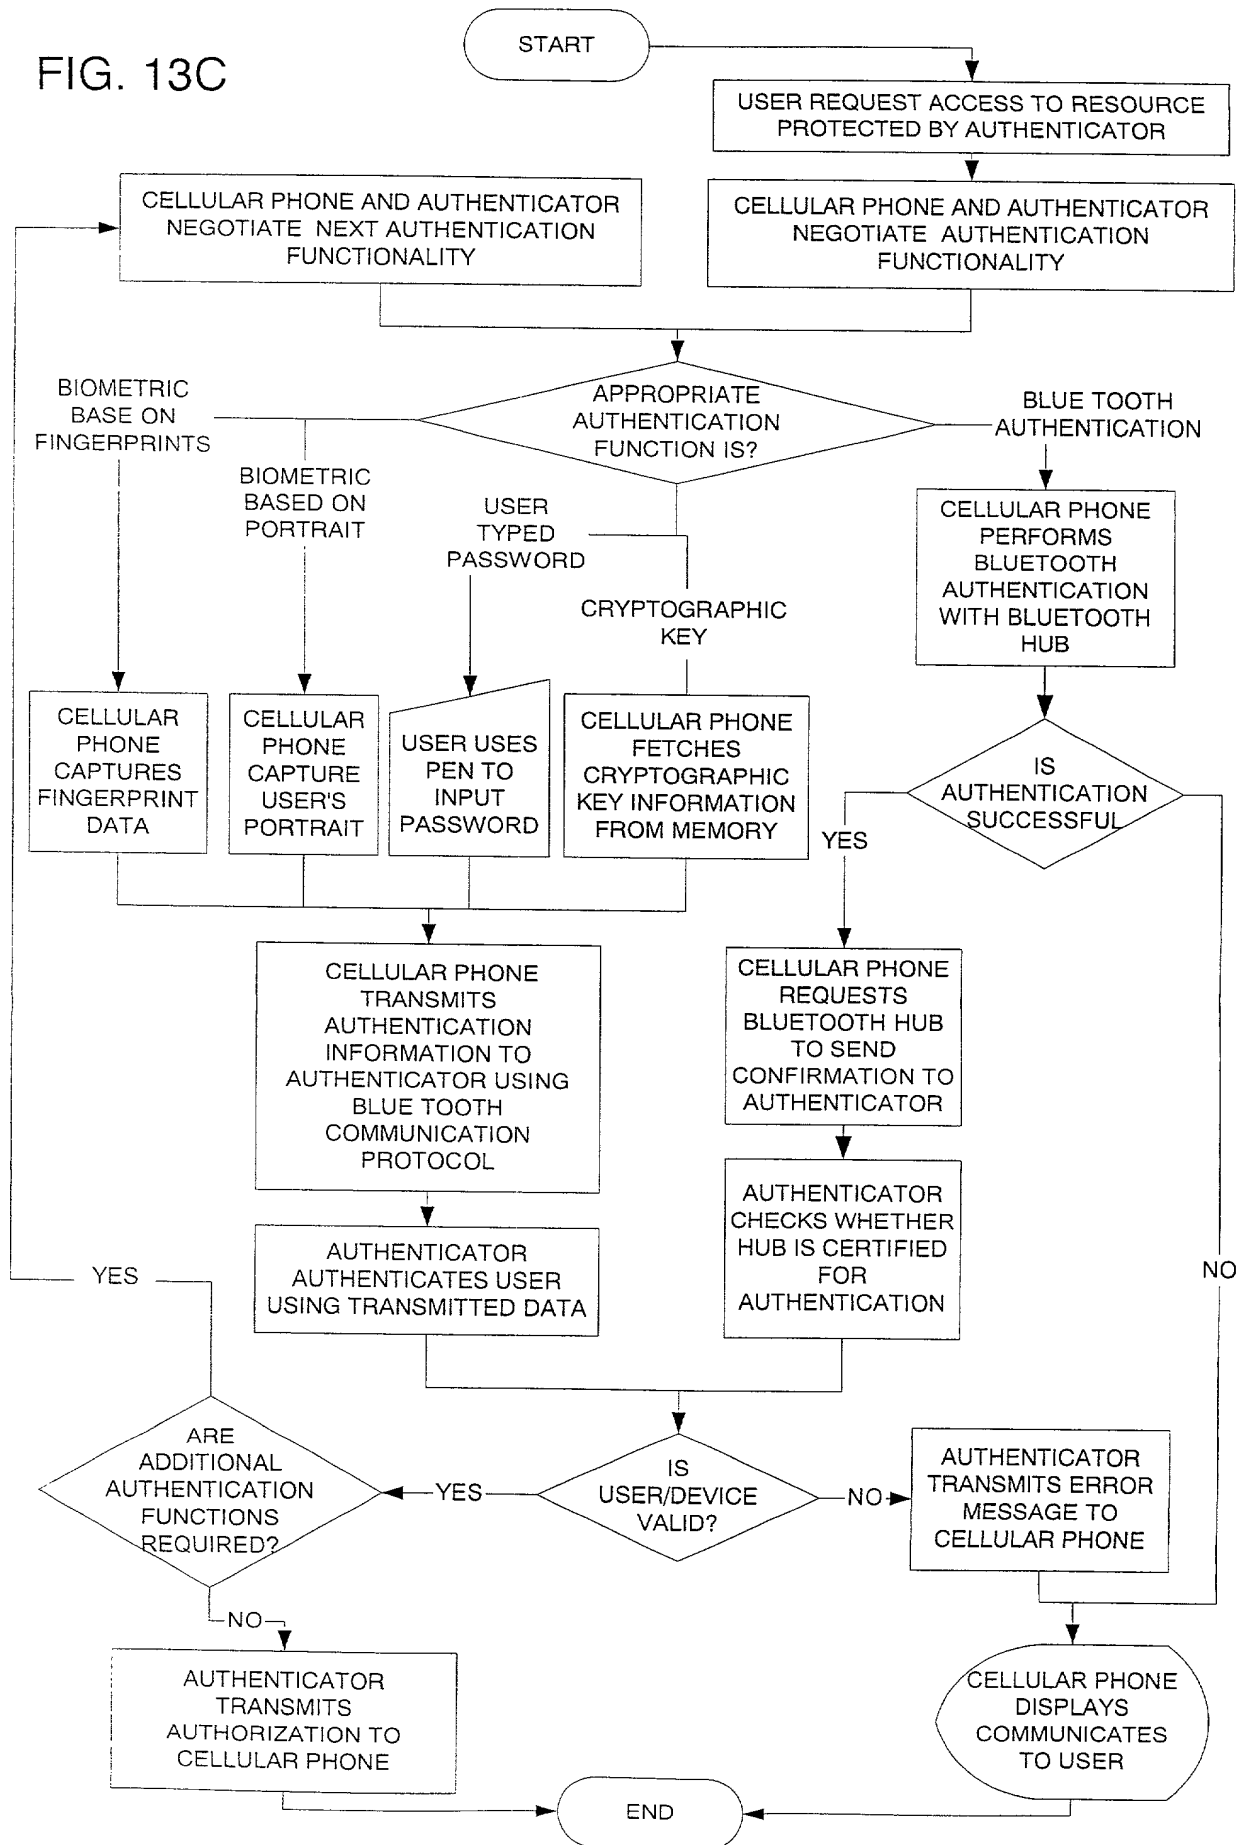 START
FIG. 13C
USER REQUEST ACCESS TO RESOURCE
PROTECTED BY AUTHENTICATOR
CELLULAR PHONE AND AUTHENTICATOR
NEGOTIATE NEXT AUTHENTICATION
FUNCTIONALITY
CELLULAR PHONE AND AUTHENTICATOR
NEGOTIATE AUTHENTICATION
FUNCTIONALITY
APPROPRIATE
AUTHENTICATION
FUNCTION IS?
BIOMETRIC
BASE ON
FINGERPRINTS
BIOMETRIC
BASED ON
PORTRAIT
USER
TYPED
PASSWORD
CRYPTOGRAPHIC
KEY
BLUE TOOTH
AUTHENTICATION
CELLULAR PHONE
PERFORMS
BLUETOOTH
AUTHENTICATION
WITH BLUETOOTH
HUB
CELLULAR
PHONE
CAPTURES
FINGERPRINT
DATA
CELLULAR
PHONE
CAPTURE
USER'S
PORTRAIT
USER USES
PEN TO
INPUT
PASSWORD
CELLULAR PHONE
FETCHES
CRYPTOGRAPHIC
KEY INFORMATION
FROM MEMORY
IS
AUTHENTICATION
SUCCESSFUL
YES
NO
CELLULAR PHONE
TRANSMITS
AUTHENTICATION
INFORMATION TO
AUTHENTICATOR USING
BLUE TOOTH
COMMUNICATION
PROTOCOL
CELLULAR PHONE
REQUESTS
BLUETOOTH HUB
TO SEND
CONFIRMATION TO
AUTHENTICATOR
AUTHENTICATOR
AUTHENTICATES USER
USING TRANSMITTED DATA
AUTHENTICATOR
CHECKS WHETHER
HUB IS CERTIFIED
FOR
AUTHENTICATION
YES
ARE
ADDITIONAL
AUTHENTICATION
FUNCTIONS
REQUIRED?
YES
IS
USER/DEVICE
VALID?
NO
AUTHENTICATOR
TRANSMITS ERROR
MESSAGE TO
CELLULAR PHONE
NO
AUTHENTICATOR
TRANSMITS
AUTHORIZATION TO
CELLULAR PHONE
CELLULAR PHONE
DISPLAYS
COMMUNICATES
TO USER
END